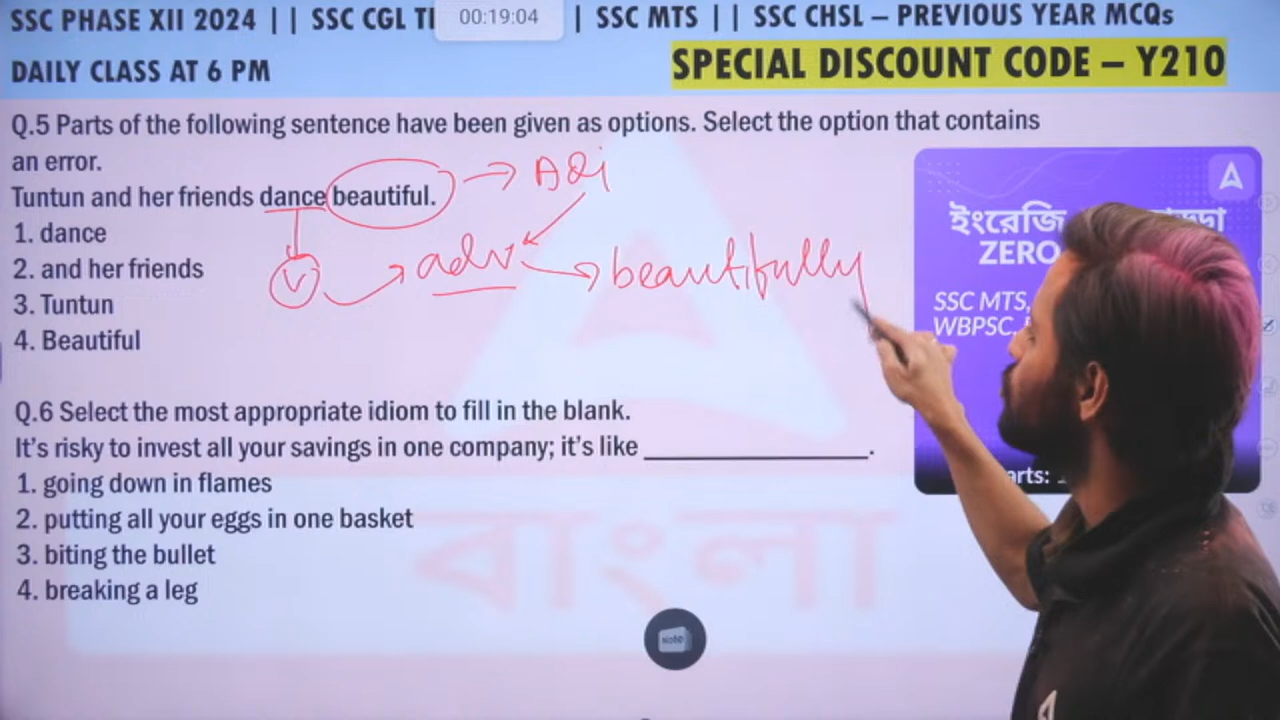 SSC PHASE XII 2024 || SSC CGL TI 00:19:04 | SSC MTS || SSC CHSL – PREVIOUS YEAR MCQs
DAILY CLASS AT 6 PM
SPECIAL DISCOUNT CODE – Y210
Q.5 Parts of the following sentence have been given as options. Select the option that contains
an error.
Tuntun and her friends dance beautiful.
→ Adj
1. dance
2. and her friends
V → adv → beautifully
3. Tuntun
4. Beautiful
Q.6 Select the most appropriate idiom to fill in the blank.
It's risky to invest all your savings in one company; it's like ________________.
1. going down in flames
2. putting all your eggs in one basket
3. biting the bullet
4. breaking a leg
ইংরেজি
ZERO
SSC MTS,
WBPSC,
arts:
বাংলা